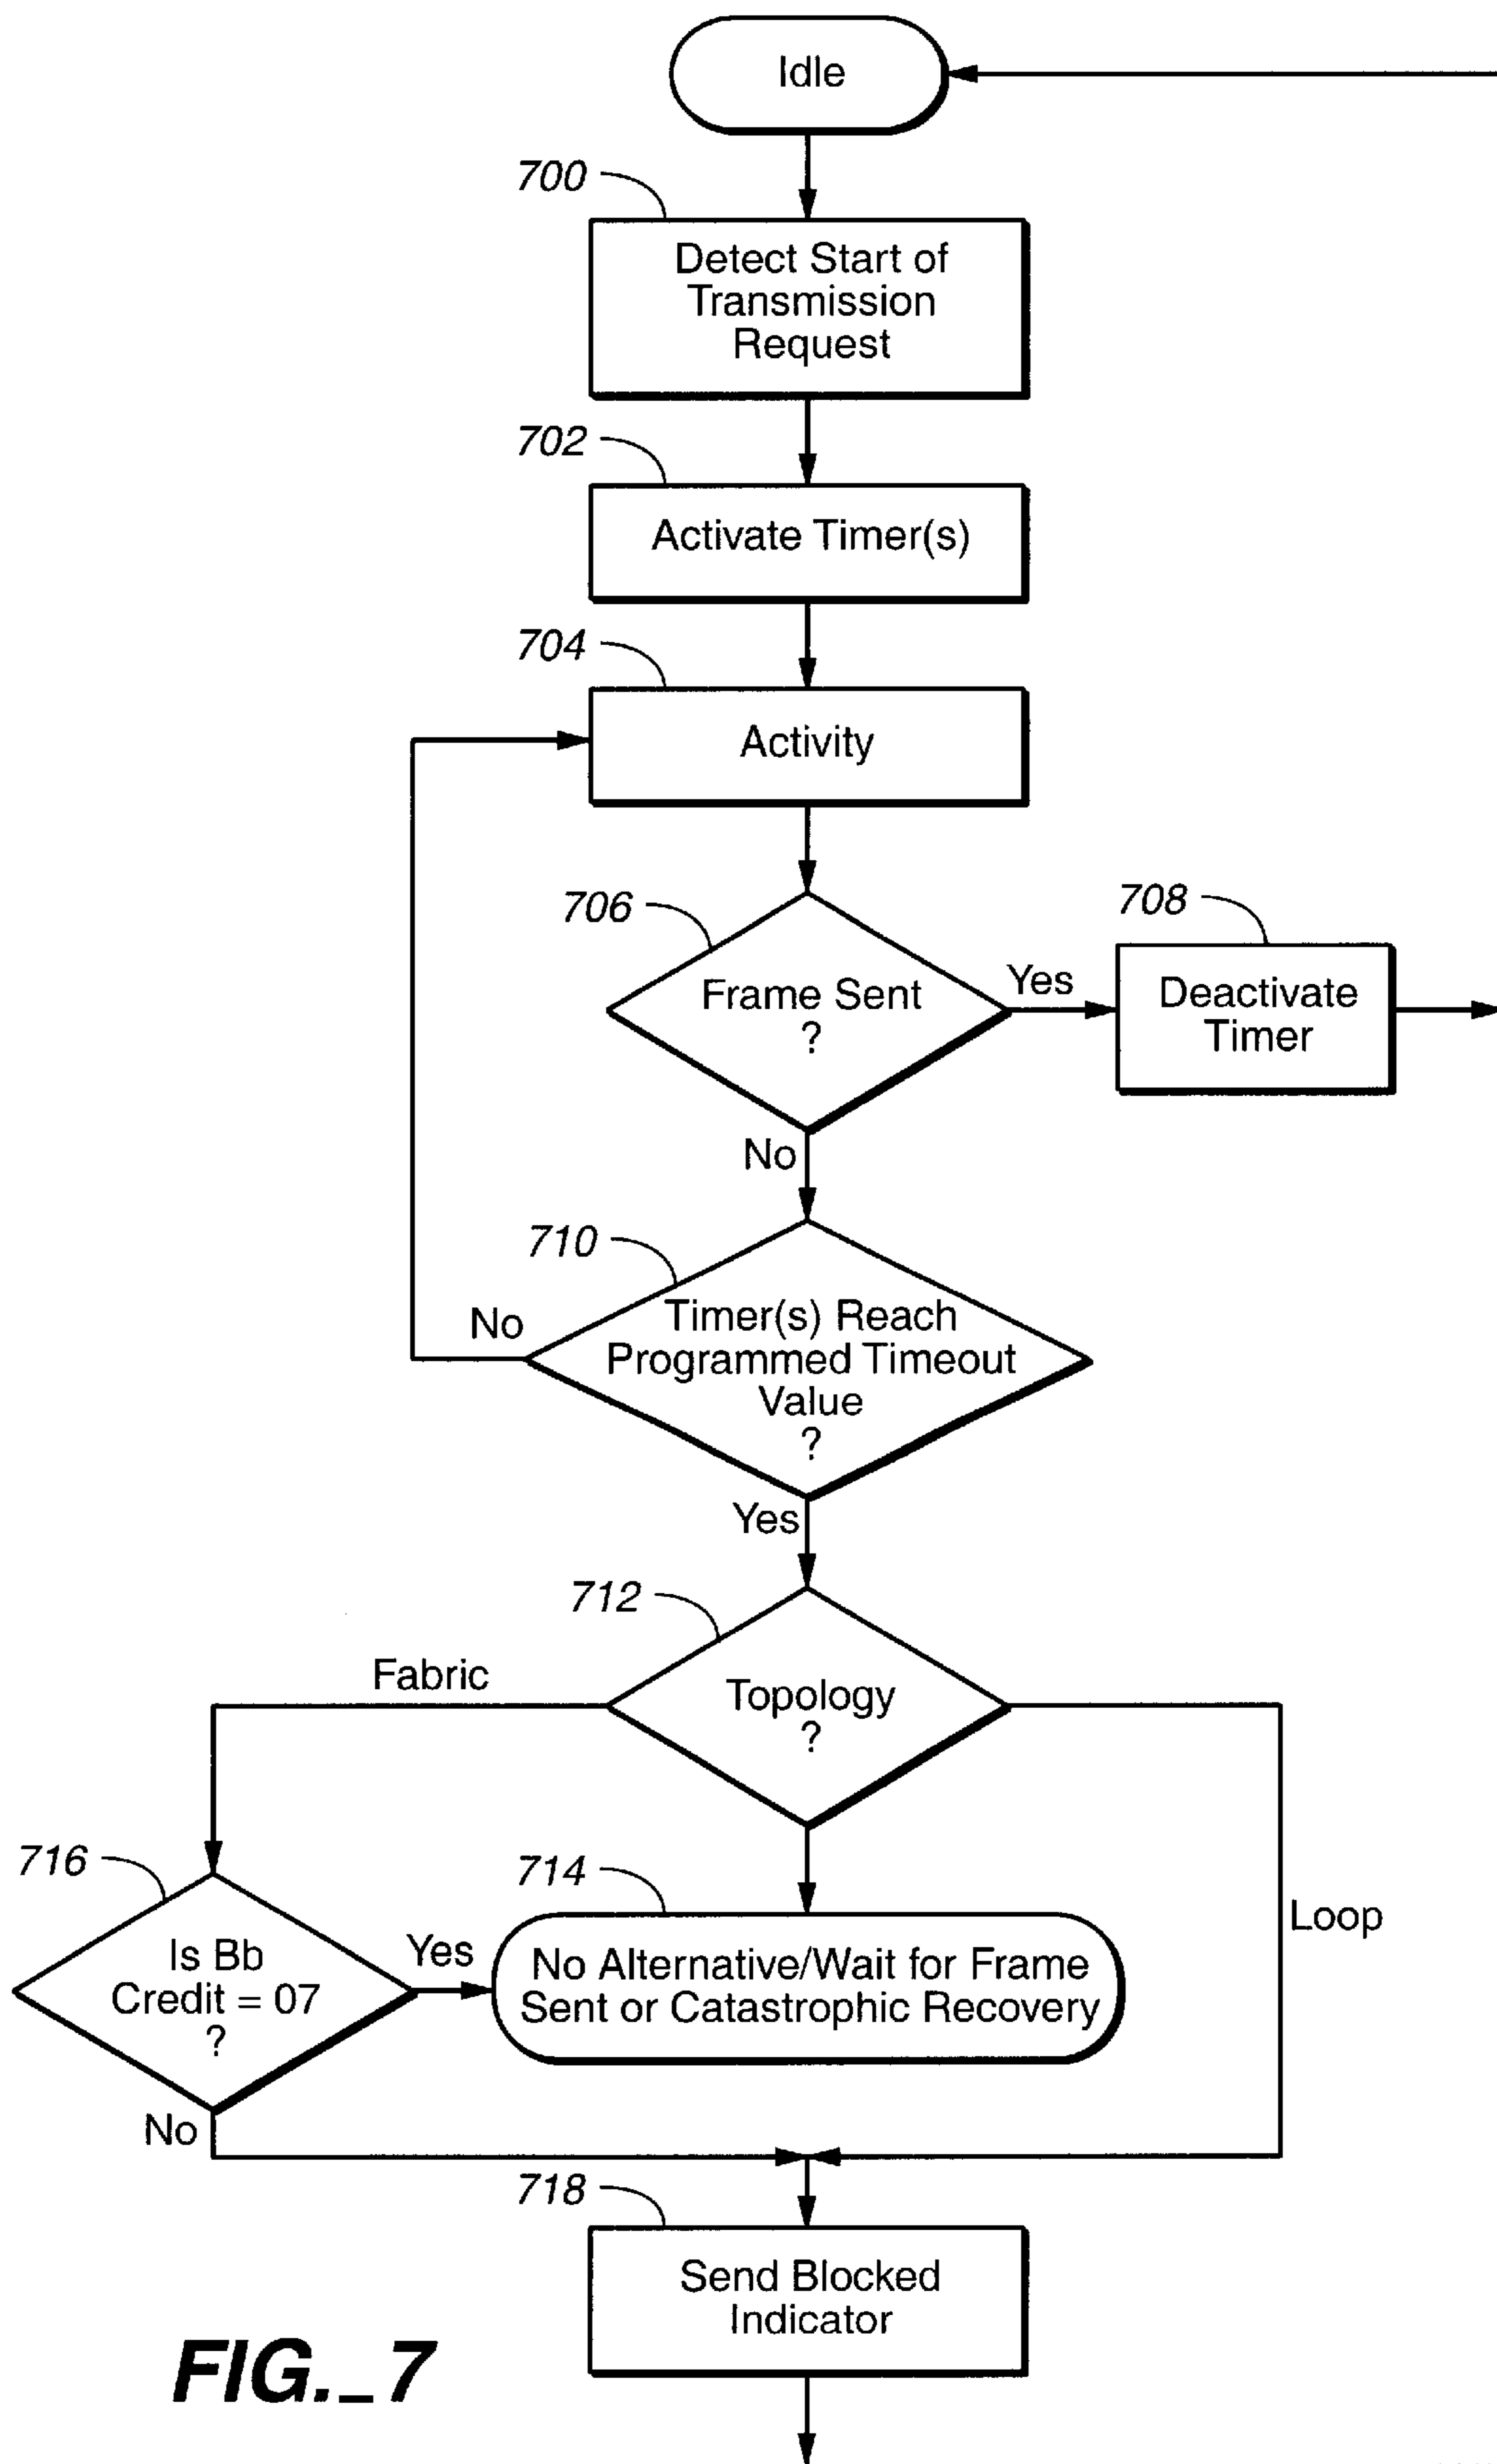 Idle
700
Detect Start of
Transmission
Request
702
Activate Timer(s)
704
Activity
706
Frame Sent
?
Yes
708
Deactivate
Timer
No
710
Timer(s) Reach
Programmed Timeout
Value
?
No
Yes
712
Topology
?
Fabric
Loop
716
Is Bb
Credit = 07
?
Yes
714
No Alternative/Wait for Frame
Sent or Catastrophic Recovery
No
718
Send Blocked
Indicator
FIG._7